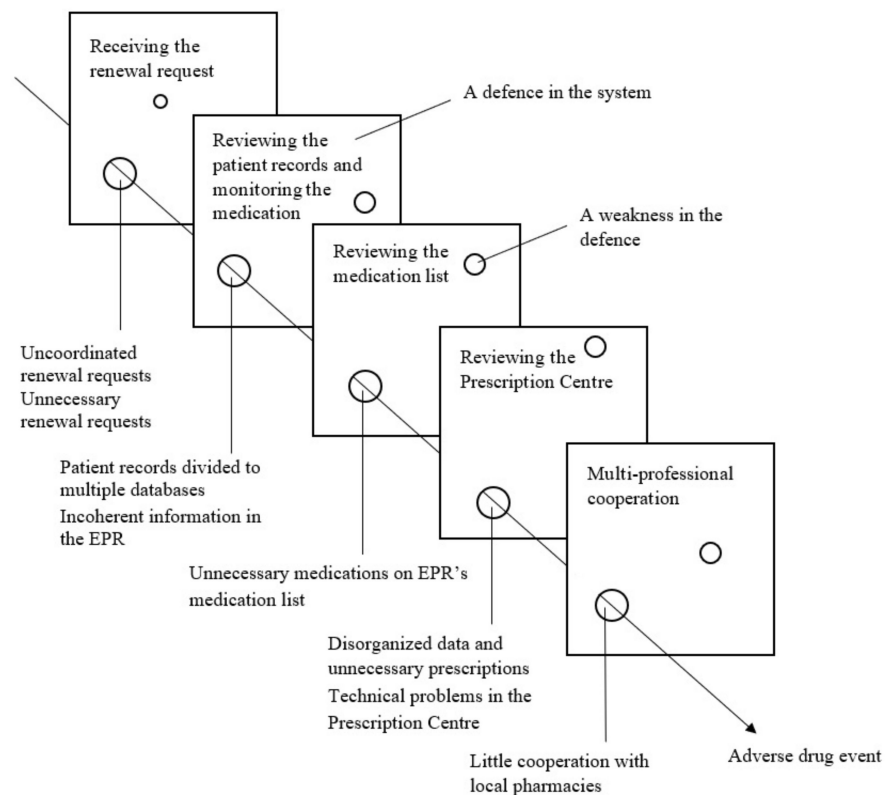 Receiving the
renewal request
A defence in the system
Reviewing the
patient records and
monitoring the
medication
A weakness in the
defence
Reviewing the
medication list
Uncoordinated
renewal requests
Unnecessary
renewal requests
Reviewing the
Prescription Centre
Patient records divided to
multiple databases
Incoherent information in
the EPR
Multi-professional
cooperation
Unnecessary medications on EPR’s
medication list
Disorganized data and
unnecessary prescriptions
Technical problems in the
Prescription Centre
Little cooperation with
local pharmacies
Adverse drug event